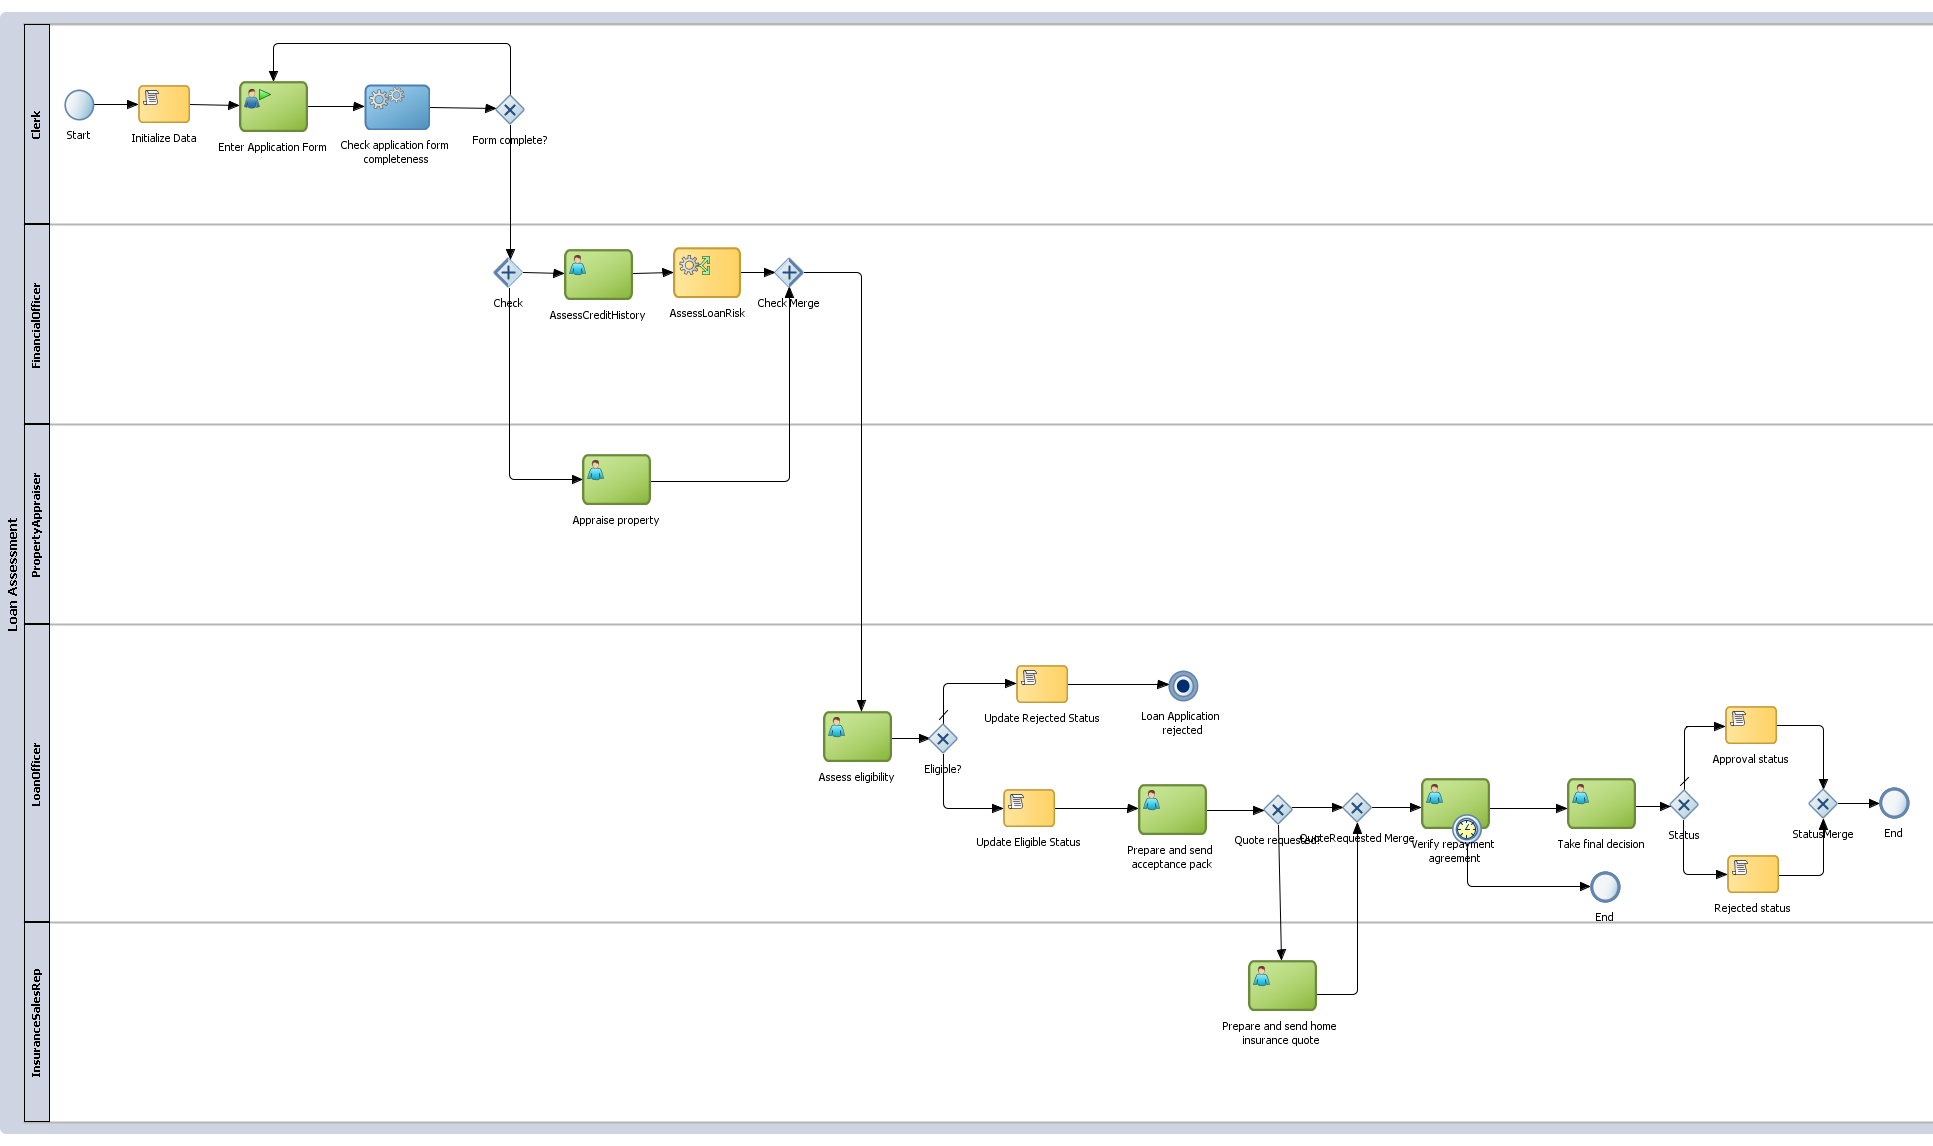 Loan Assessment
Clerk
Start
Initialize Data
Enter Application Form
Check application form
completeness
Form complete?
FinancialOfficer
Check
AssessCreditHistory
AssessLoanRisk
Check Merge
PropertyAppraiser
Appraise property
LoanOfficer
Assess eligibility
Eligible?
Update Rejected Status
Loan Application
rejected
Update Eligible Status
Prepare and send
acceptance pack
Quote requested?
QuoteRequested Merge
Verify repayment
agreement
End
Take final decision
Status
Approval status
Rejected status
StatusMerge
End
InsuranceSalesRep
Prepare and send home
insurance quote